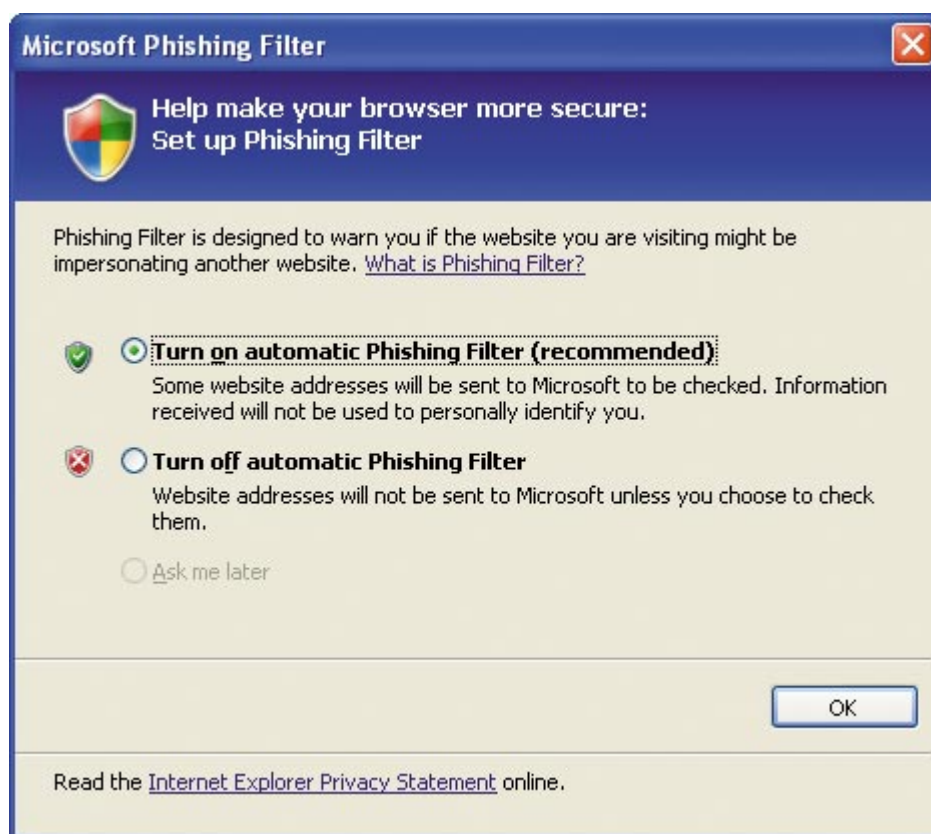 Microsoft Phishing Filter
Help make your browser more secure:
Set up Phishing Filter
Phishing Filter is designed to warn you if the website you are visiting might be
impersonating another website. What is Phishing Filter?
Turn on automatic Phishing Filter (recommended)
Some website addresses will be sent to Microsoft to be checked. Information
received will not be used to personally identify you.
Turn off automatic Phishing Filter
Website addresses will not be sent to Microsoft unless you choose to check
them.
Ask me later
OK
Read the Internet Explorer Privacy Statement online.